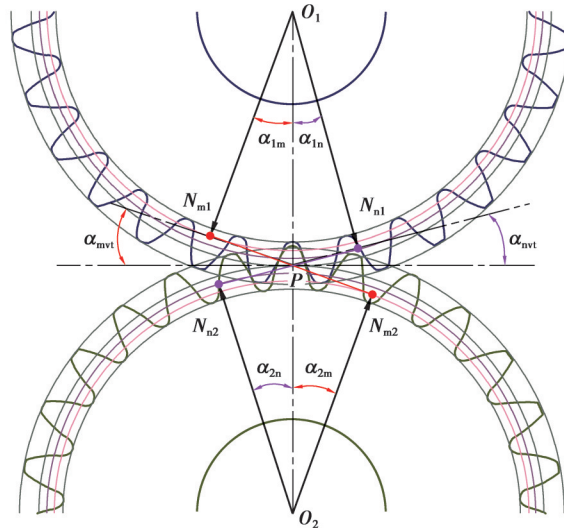 O₁
α₁ₘ α₁ₙ
Nₘ₁ Nₙ₁
αₘᵥₜ αₙᵥₜ
P
Nₙ₂ Nₘ₂
α₂ₙ α₂ₘ
O₂